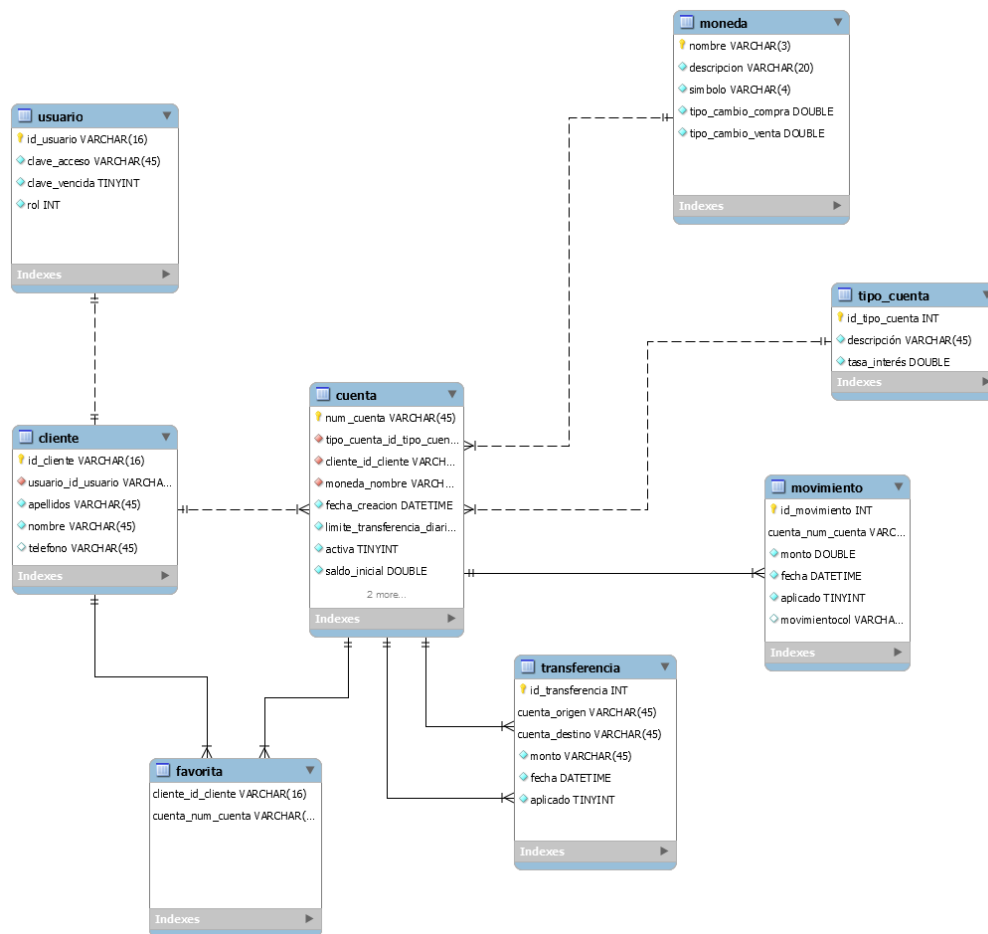 moneda
nombre VARCHAR(3)
descripcion VARCHAR(20)
simbolo VARCHAR(4)
tipo_cambio_compra DOUBLE
tipo_cambio_venta DOUBLE
Indexes
usuario
id_usuario VARCHAR(16)
clave_acceso VARCHAR(45)
clave_vencida TINYINT
rol INT
Indexes
tipo_cuenta
id_tipo_cuenta INT
descripción VARCHAR(45)
tasa_interés DOUBLE
Indexes
cuenta
num_cuenta VARCHAR(45)
tipo_cuenta_id_tipo_cuen...
cliente_id_cliente VARCH...
moneda_nombre VARCH...
fecha_creacion DATETIME
limite_transferencia_diari...
activa TINYINT
saldo_inicial DOUBLE
2 more...
Indexes
cliente
id_cliente VARCHAR(16)
usuario_id_usuario VARCHA...
apellidos VARCHAR(45)
nombre VARCHAR(45)
telefono VARCHAR(45)
Indexes
movimiento
id_movimiento INT
cuenta_num_cuenta VARC...
monto DOUBLE
fecha DATETIME
aplicado TINYINT
movimientocol VARCHA...
Indexes
transferencia
id_transferencia INT
cuenta_origen VARCHAR(45)
cuenta_destino VARCHAR(45)
monto VARCHAR(45)
fecha DATETIME
aplicado TINYINT
Indexes
favorita
cliente_id_cliente VARCHAR(16)
cuenta_num_cuenta VARCHAR(...
Indexes